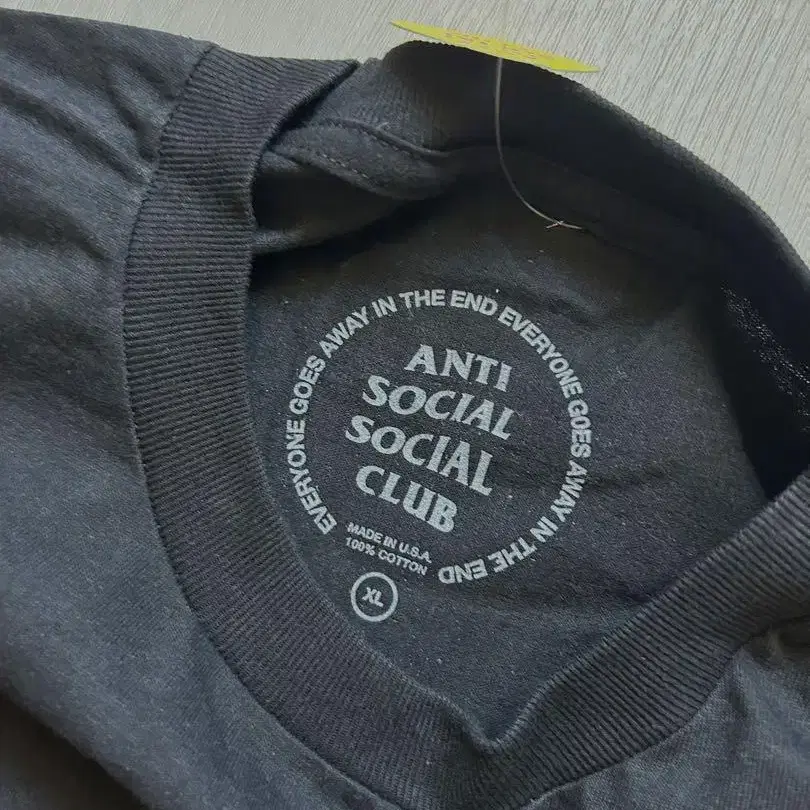 EVERYONE GOES AWAY IN THE END EVERYONE GOES AWAY IN THE END
ANTI
SOCIAL
SOCIAL
CLUB
MADE IN U.S.A.
100% COTTON
XL